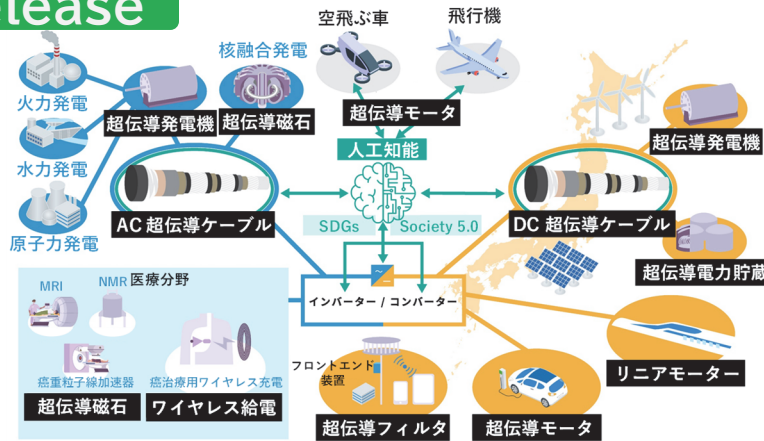 elease
空飛ぶ車
飛行機
核融合発電
火力発電
超伝導発電機
超伝導磁石
超伝導モータ
超伝導発電機
人工知能
水力発電
AC 超伝導ケーブル
DC 超伝導ケーブル
SDGs
Society 5.0
原子力発電
超伝導電力貯蔵
MRI
NMR
医療分野
インバーター / コンバーター
フロントエンド
装置
リニアモーター
癌重粒子線加速器
癌治療用ワイヤレス充電
超伝導磁石
ワイヤレス給電
超伝導フィルタ
超伝導モータ